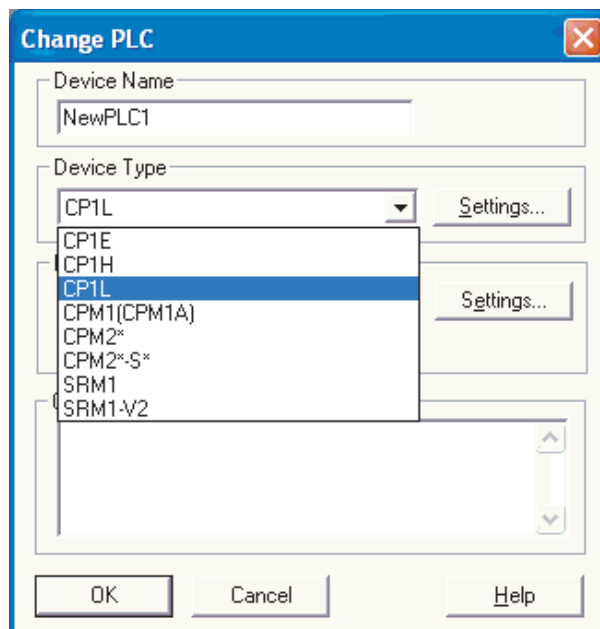 Change PLC
Device Name
NewPLC1
Device Type
CP1L
Settings...
CP1E
CP1H
CP1L
CPM1(CPM1A)
CPM2*
CPM2*-S*
SRM1
SRM1-V2
Settings...
OK
Cancel
Help